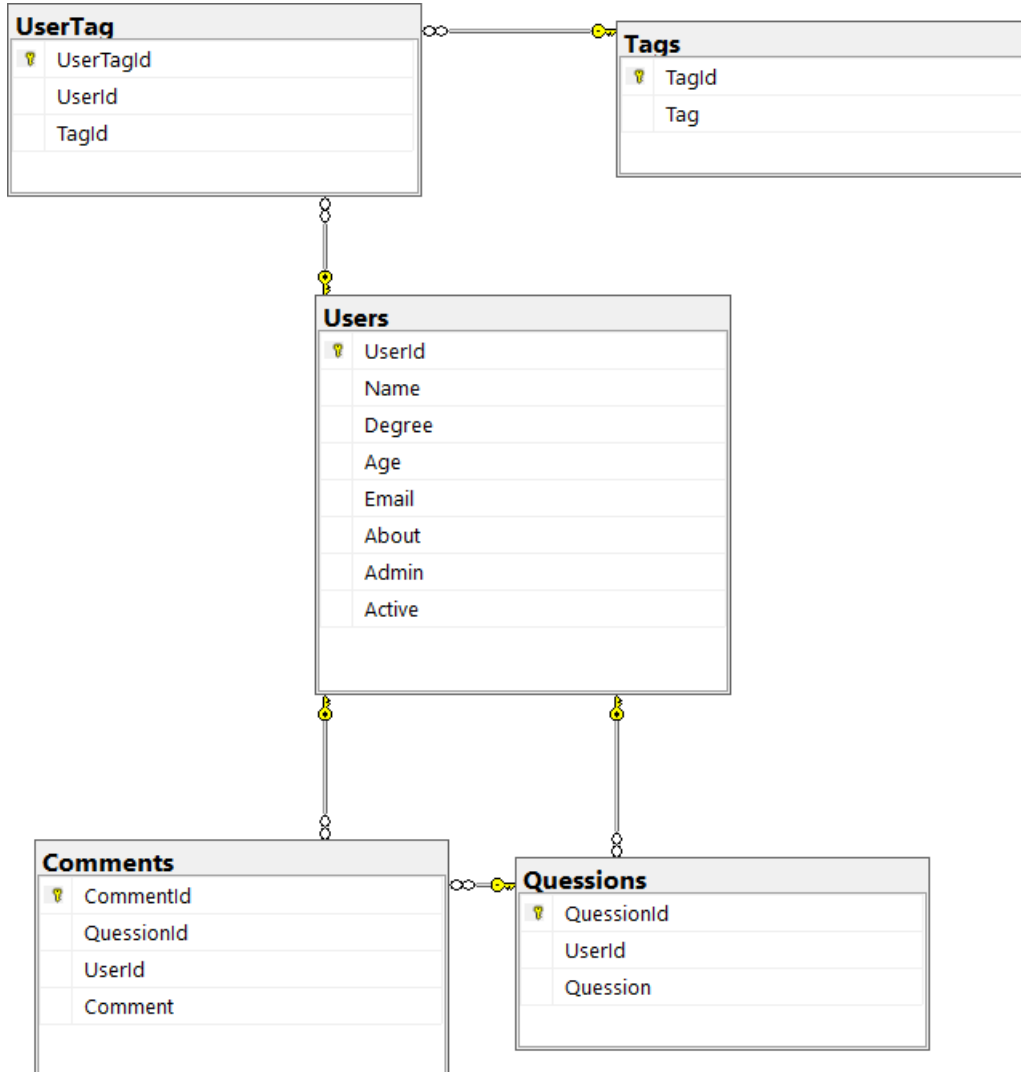 UserTag
UserTagId
UserId
TagId
Tags
TagId
Tag
Users
UserId
Name
Degree
Age
Email
About
Admin
Active
Comments
CommentId
QuessionId
UserId
Comment
Quessions
QuessionId
UserId
Quession